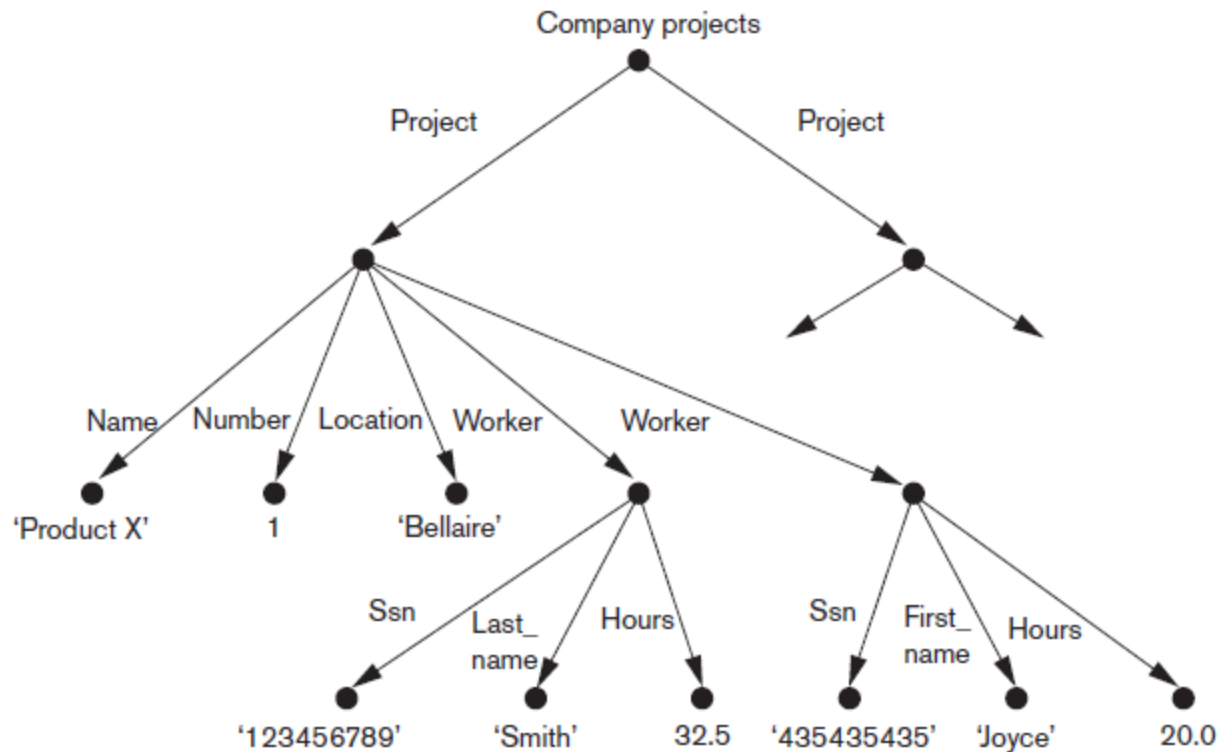 Company projects
Project Project
Name Number Location Worker Worker
‘Product X’ 1 ‘Bellaire’
Ssn Last_ name Hours Ssn First_ name Hours
‘123456789’ ‘Smith’ 32.5 ‘435435435’ ‘Joyce’ 20.0